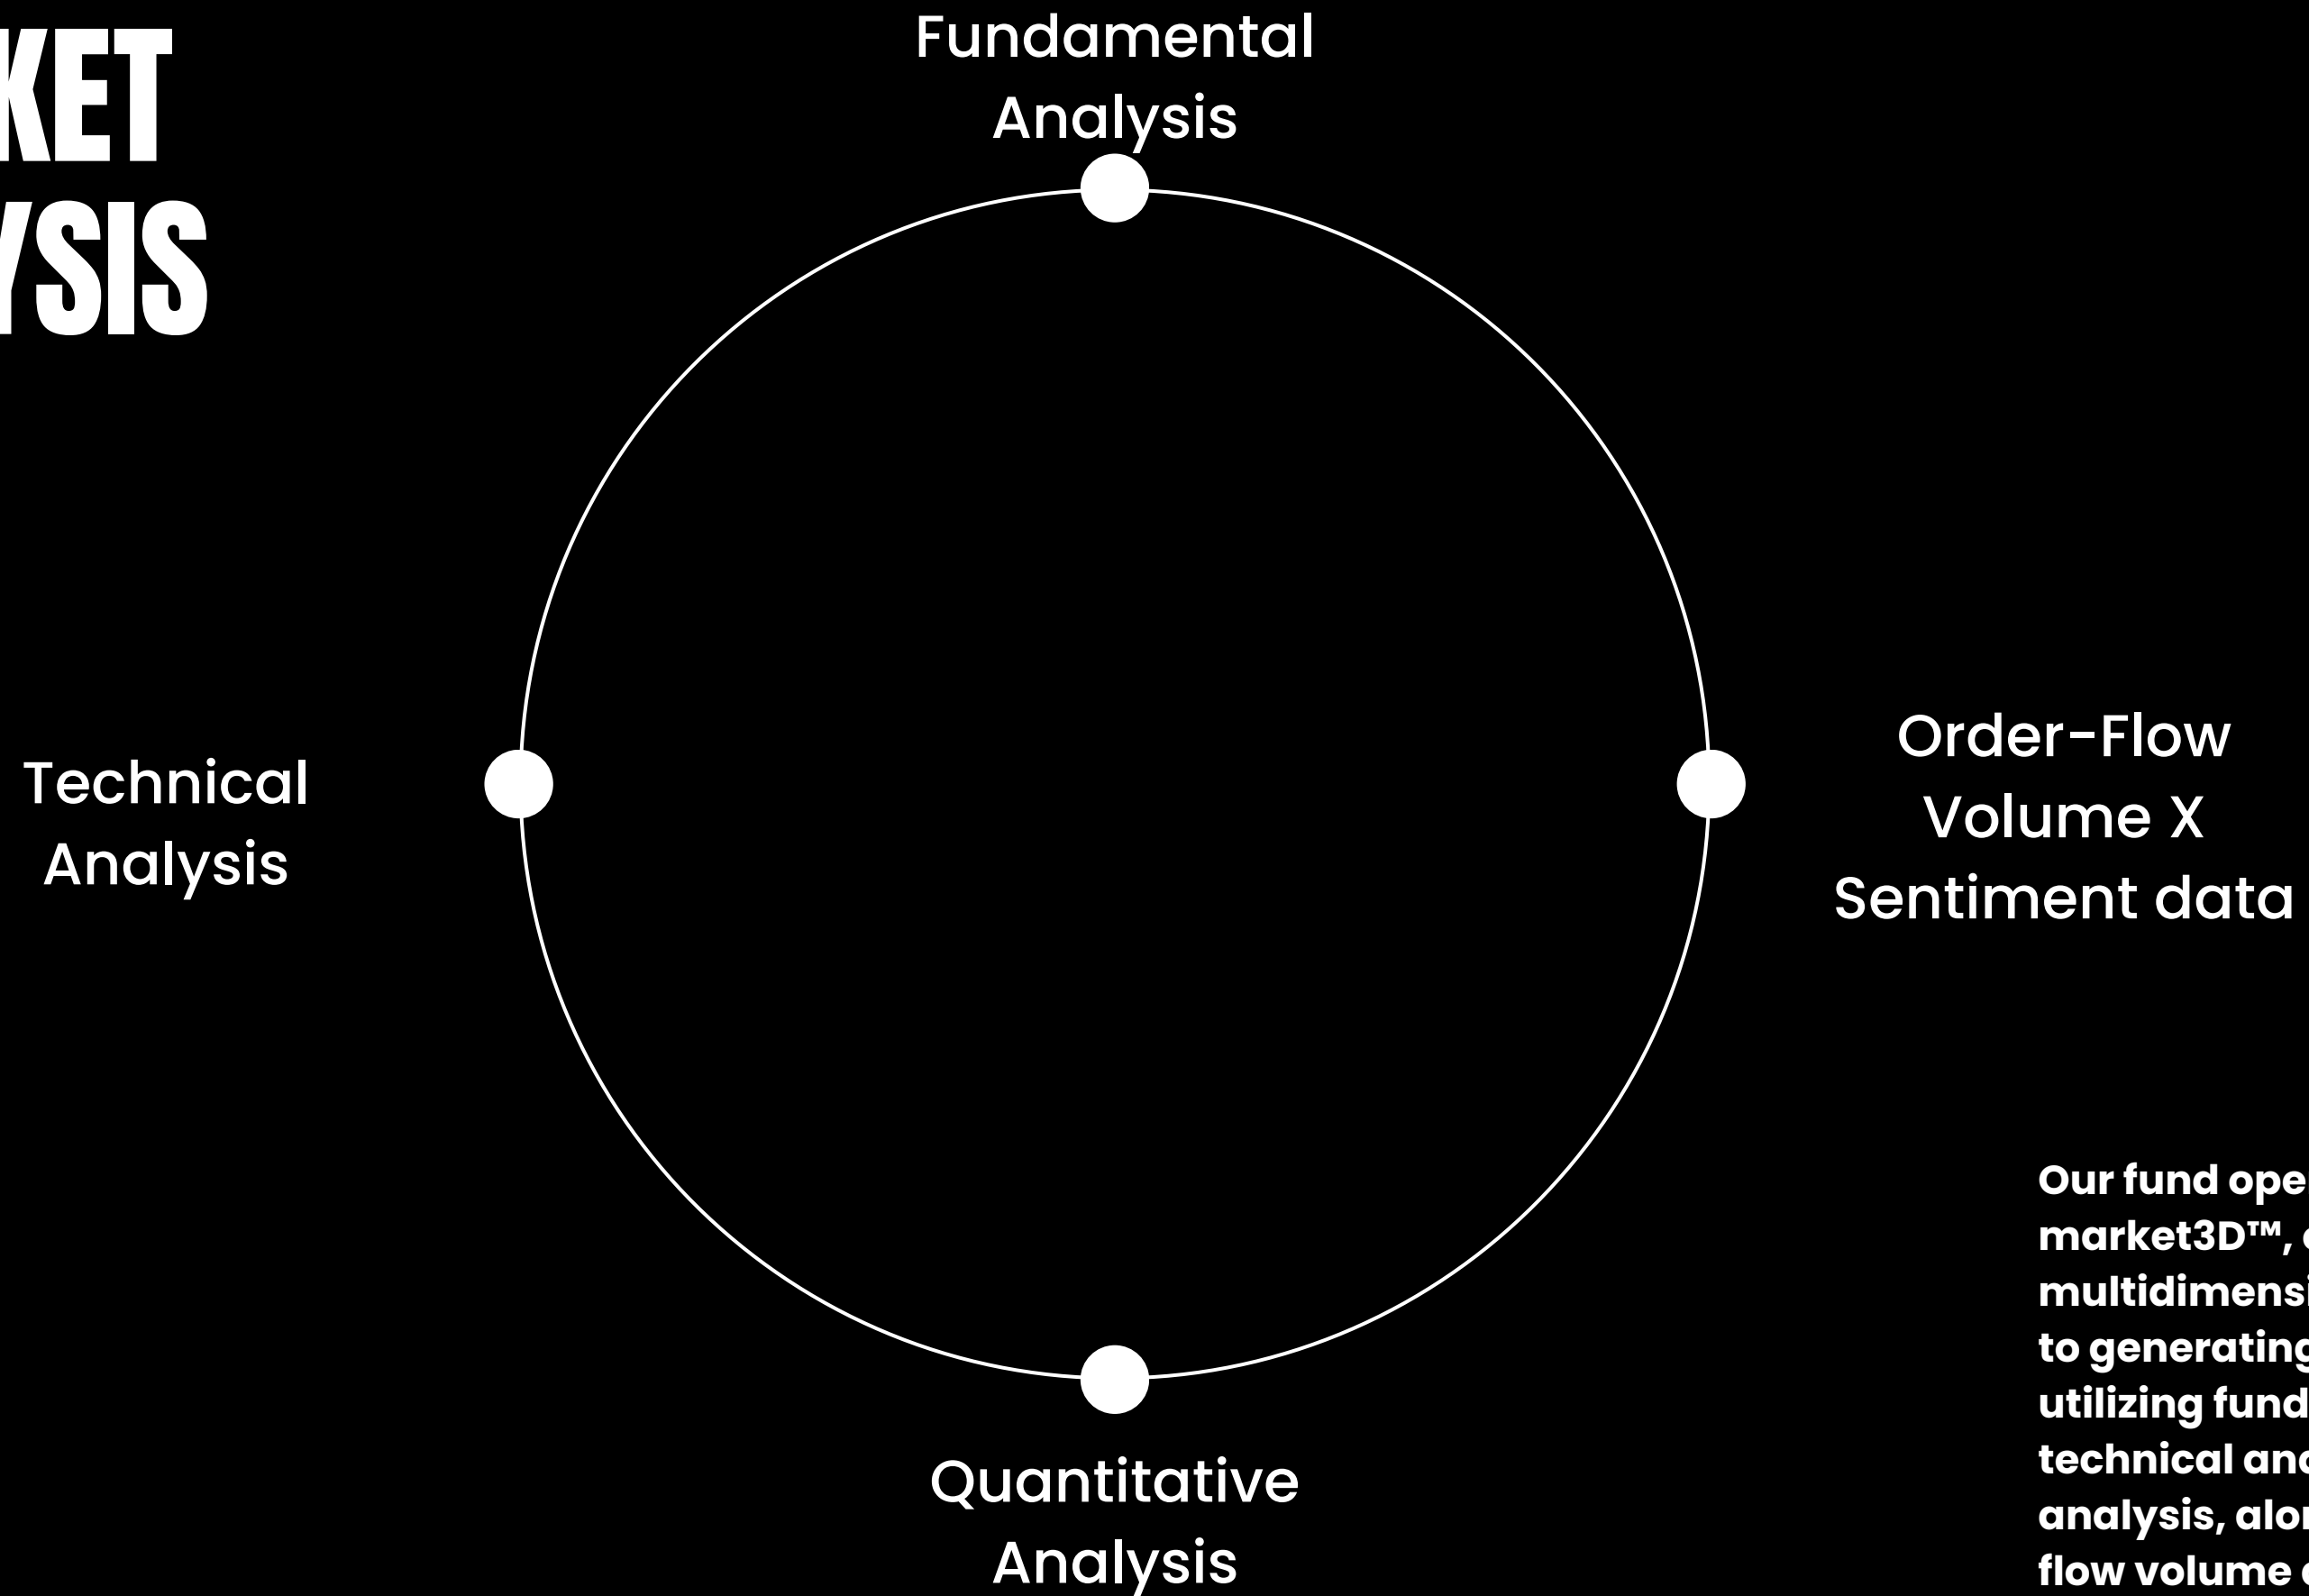 KET
YSIS
Fundamental
Analysis
Technical
Analysis
Order-Flow
Volume X
Sentiment data
Quantitative
Analysis
Our fund ope
market3D™,
multidimensi
to generating
utilizing fund
technical and
analysis, alon
flow volume